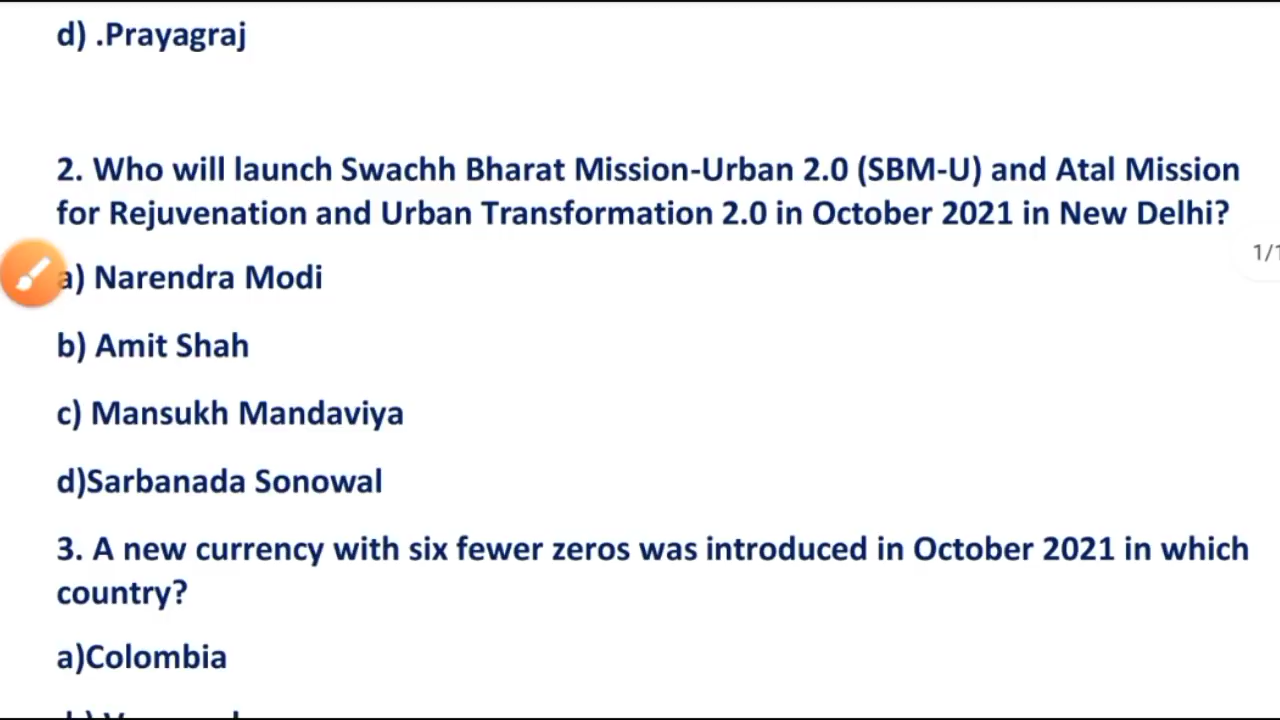 d) .Prayagraj
2. Who will launch Swachh Bharat Mission-Urban 2.0 (SBM-U) and Atal Mission
for Rejuvenation and Urban Transformation 2.0 in October 2021 in New Delhi?
1/1
a) Narendra Modi
b) Amit Shah
c) Mansukh Mandaviya
d)Sarbanada Sonowal
3. A new currency with six fewer zeros was introduced in October 2021 in which
country?
a)Colombia